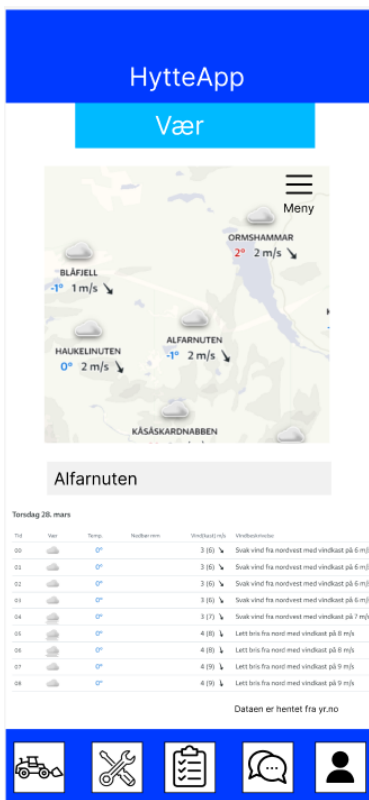 HytteApp
Vær
Meny
ORMSHAMMAR
2° 2 m/s
BLÅFJELL
-1° 1 m/s
ALFARNUTEN
-1° 2 m/s
HAUKELINUTEN
0° 2 m/s
KÅSÅSKARDNABBEN
Alfarnuten
Torsdag 28. mars
Tid Vær Temp. Nedbør mm Vind(kast) m/s Vindbeskrivelse
00 0° 3 (6) Svak vind fra nordvest med vindkast på 6 m/s
01 0° 3 (6) Svak vind fra nordvest med vindkast på 6 m/s
02 0° 3 (6) Svak vind fra nordvest med vindkast på 6 m/s
03 0° 3 (6) Svak vind fra nordvest med vindkast på 6 m/s
04 0° 3 (7) Svak vind fra nordvest med vindkast på 7 m/s
05 0° 4 (8) Lett bris fra nord med vindkast på 8 m/s
06 0° 4 (8) Lett bris fra nord med vindkast på 8 m/s
07 0° 4 (9) Lett bris fra nord med vindkast på 9 m/s
08 0° 4 (9) Lett bris fra nord med vindkast på 9 m/s
Dataen er hentet fra yr.no